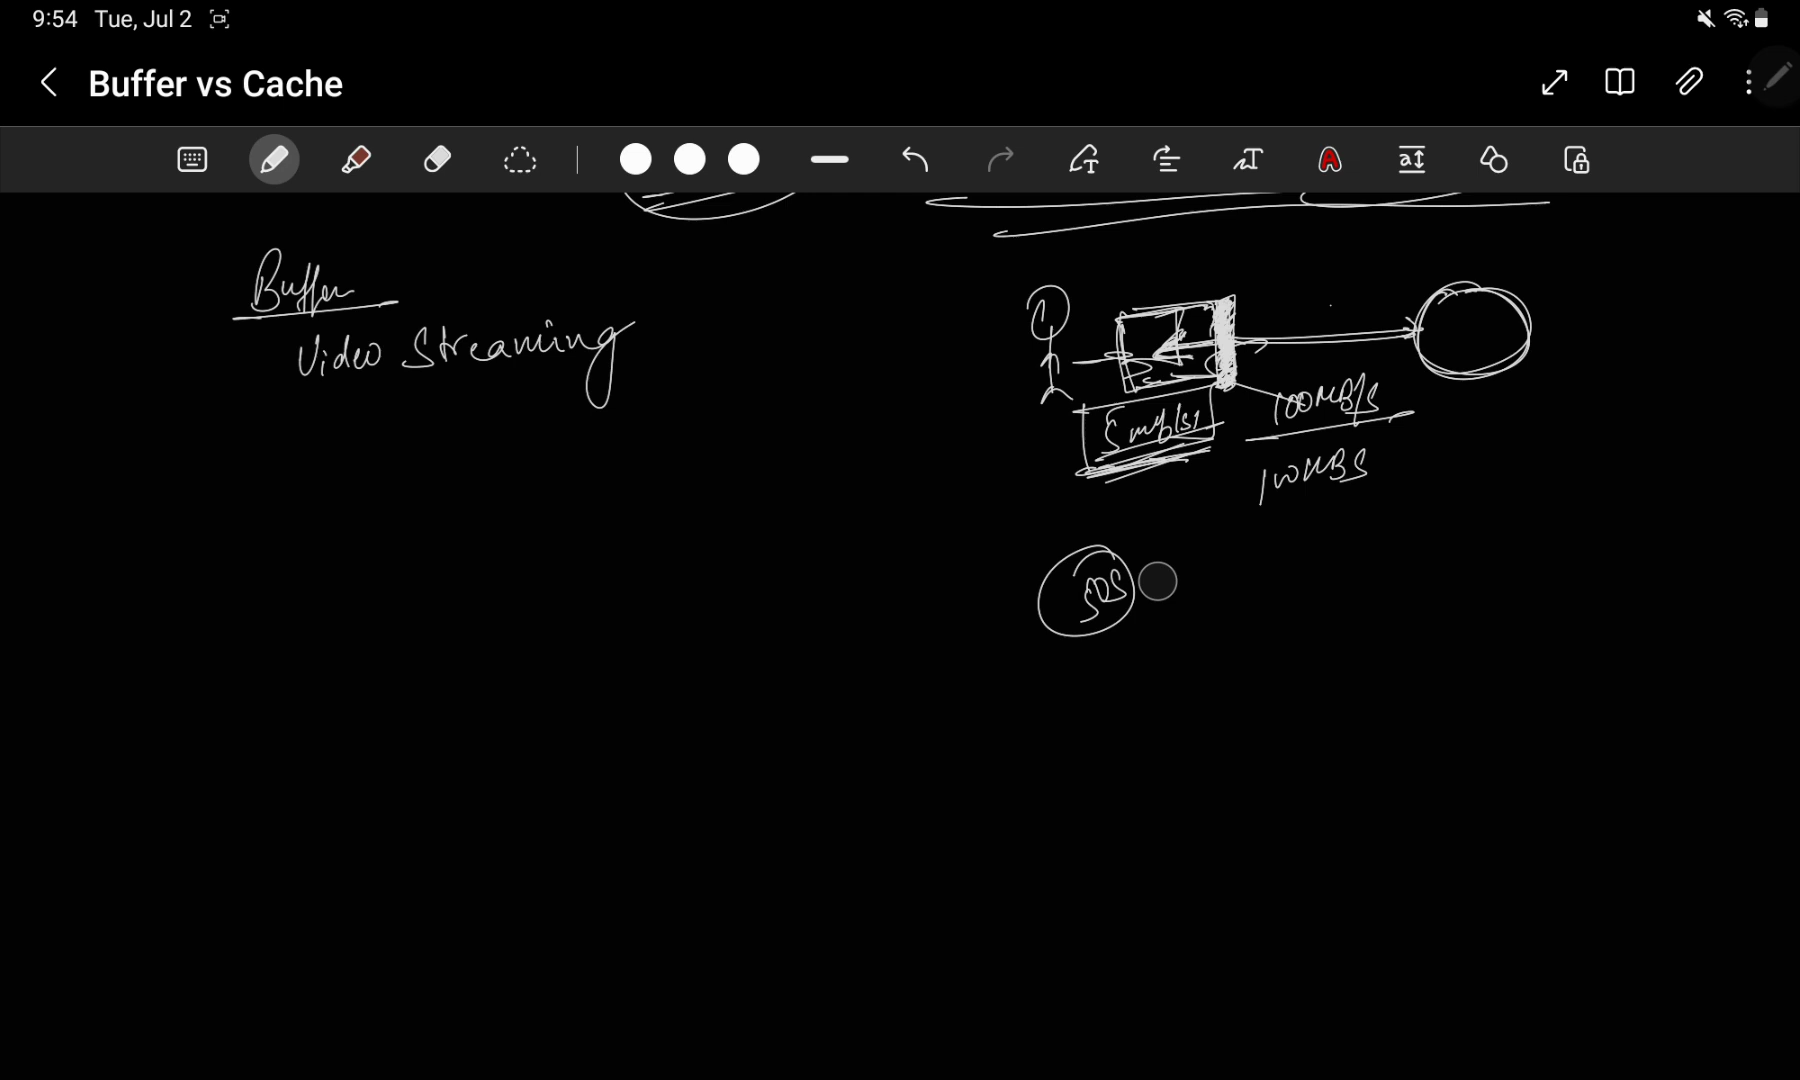 9:54 Tue, Jul 2
Buffer vs Cache
Buffer
Video Streaming
100MB/s
100MBS